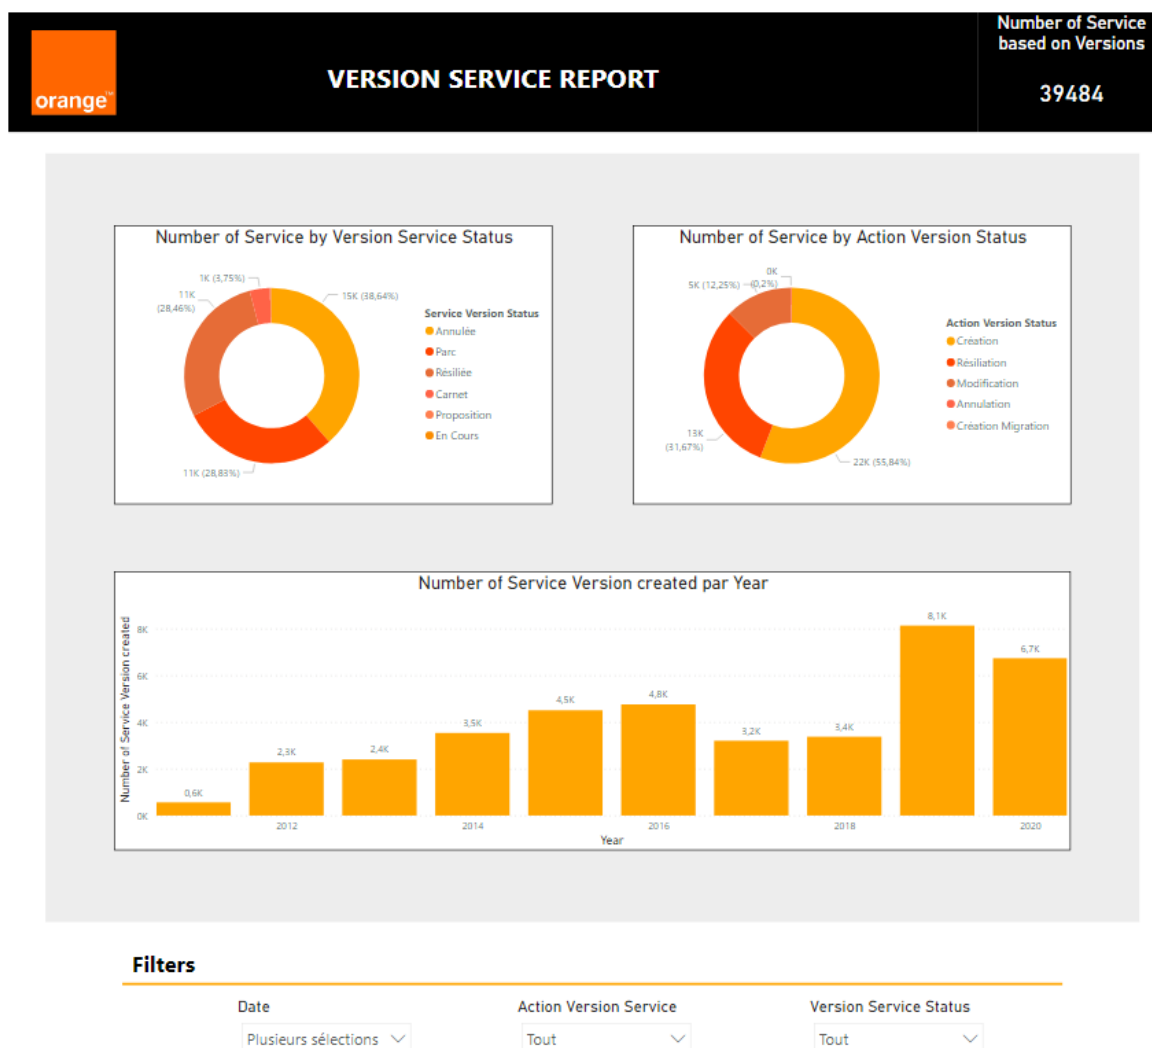 orange™
VERSION SERVICE REPORT
Number of Service
based on Versions
39484
Number of Service by Version Service Status
1K (3,75%)
11K
(28,46%)
15K (38,64%)
11K (28,83%)
Service Version Status
Annulée
Parc
Résiliée
Carnet
Proposition
En Cours
Number of Service by Action Version Status
0K
(0,2%)
5K (12,25%)
13K
(31,67%)
22K (55,84%)
Action Version Status
Création
Résiliation
Modification
Annulation
Création Migration
Number of Service Version created par Year
Number of Service Version created
8K
6K
4K
2K
0K
0,6K
2,3K
2,4K
3,5K
4,5K
4,8K
3,2K
3,4K
8,1K
6,7K
2012
2014
2016
2018
2020
Year
Filters
Date
Plusieurs sélections
Action Version Service
Tout
Version Service Status
Tout